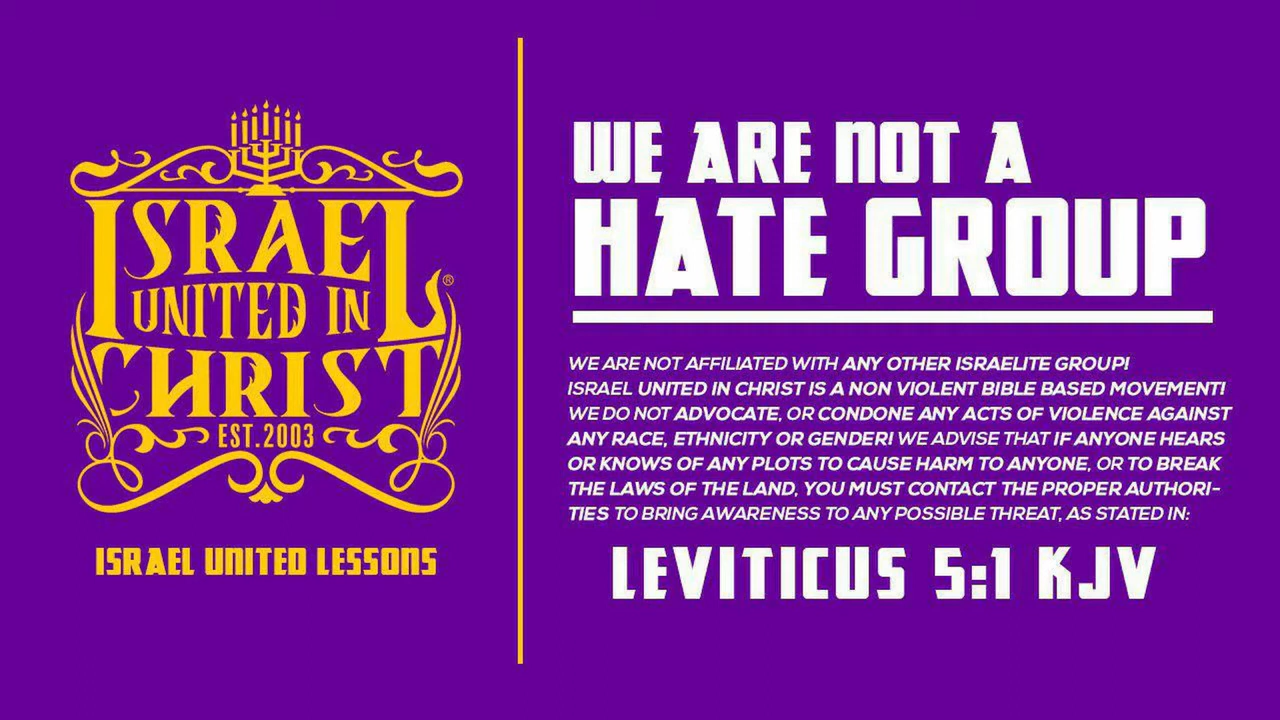 ISRAEL
UNITED IN
CHRIST
EST.2003
®
ISRAEL UNITED LESSONS
WE ARE NOT A
HATE GROUP
WE ARE NOT AFFILIATED WITH ANY OTHER ISRAELITE GROUP!
ISRAEL UNITED IN CHRIST IS A NON VIOLENT BIBLE BASED MOVEMENT!
WE DO NOT ADVOCATE, OR CONDONE ANY ACTS OF VIOLENCE AGAINST
ANY RACE, ETHNICITY OR GENDER! WE ADVISE THAT IF ANYONE HEARS
OR KNOWS OF ANY PLOTS TO CAUSE HARM TO ANYONE, OR TO BREAK
THE LAWS OF THE LAND, YOU MUST CONTACT THE PROPER AUTHORI-
TIES TO BRING AWARENESS TO ANY POSSIBLE THREAT, AS STATED IN:
LEVITICUS 5:1 KJV